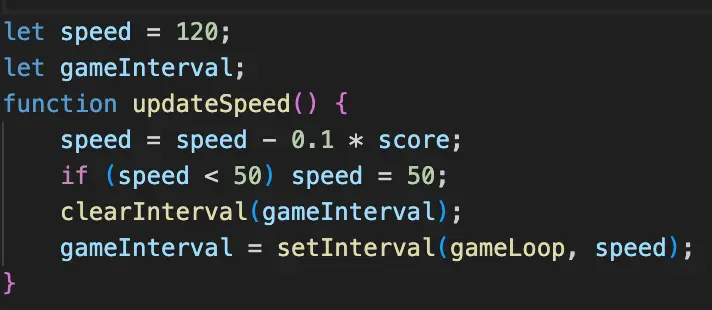 let speed = 120;
let gameInterval;
function updateSpeed() {
    speed = speed - 0.1 * score;
    if (speed < 50) speed = 50;
    clearInterval(gameInterval);
    gameInterval = setInterval(gameLoop, speed);
}